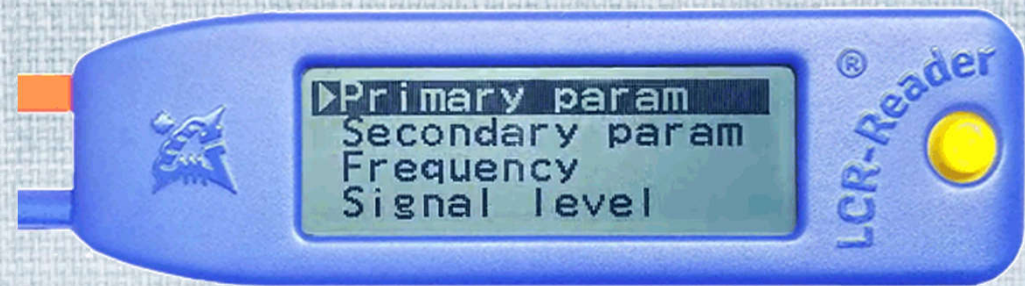 Primary param
Secondary param
Frequency
Signal level
LCR-Reader®